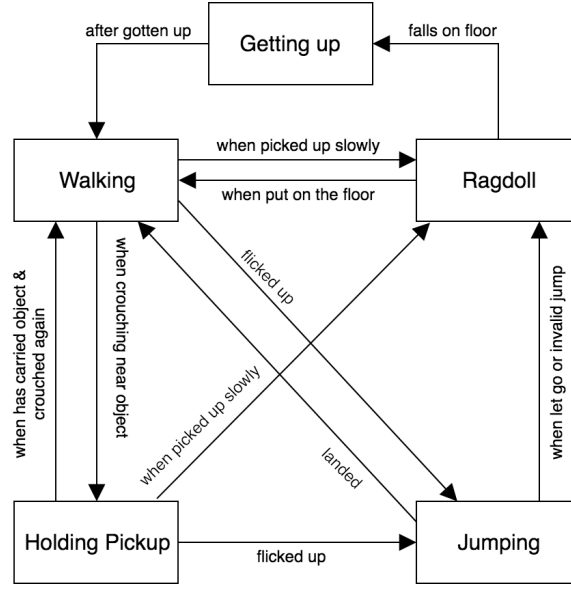 after gotten up
Getting up
falls on floor
Walking
when picked up slowly
Ragdoll
when put on the floor
flicked up
when has carried object &
crouched again
when crouching near object
when picked up slowly
landed
when let go or invalid jump
Holding Pickup
flicked up
Jumping